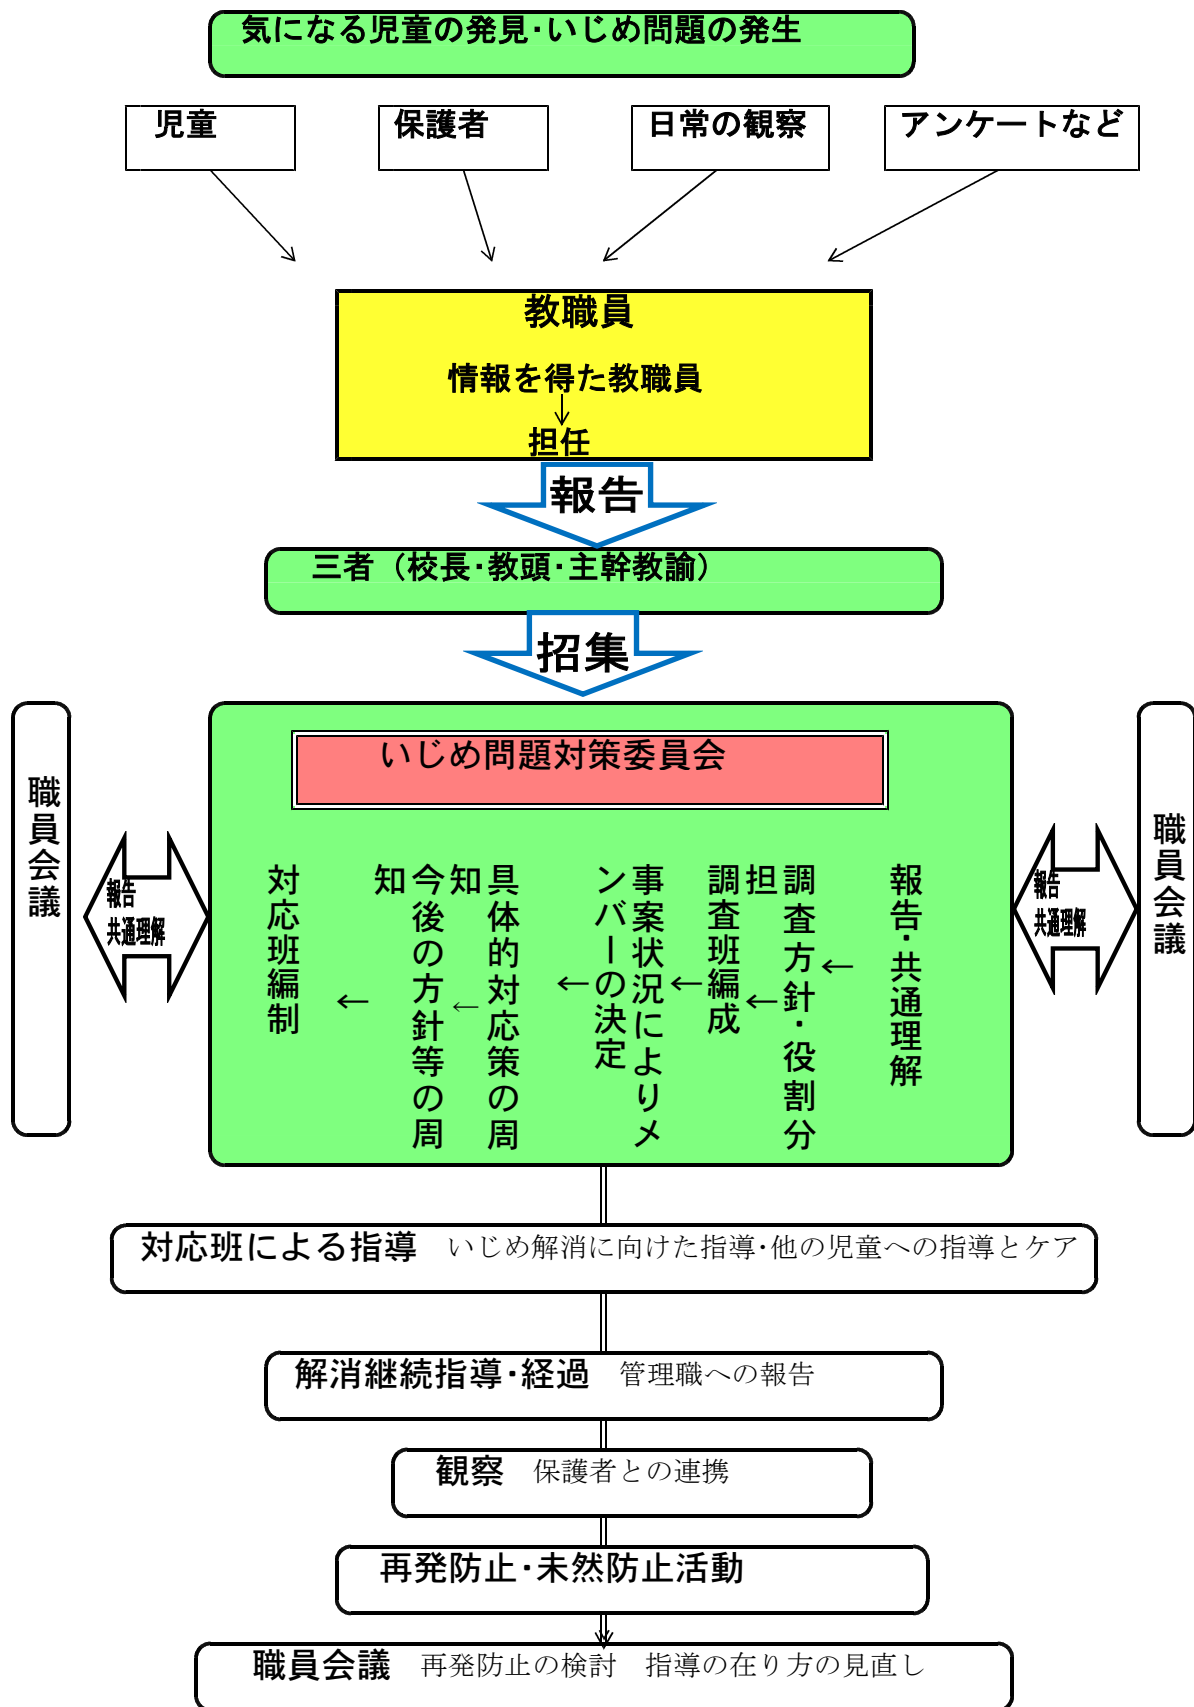 気になる児童の発見・いじめ問題の発生
児童
保護者
日常の観察
アンケートなど
教職員
情報を得た教職員
↓
担任
報告
三者（校長・教頭・主幹教諭）
招集
いじめ問題対策委員会
職員会議
報告
共通理解
報告・共通理解
←
調査方針・役割分
担
←
調査班編成
←
事案状況によりメ
ンバーの決定
←
具体的対応策の周
知
←
今後の方針等の周
知
←
対応班編制
報告
共通理解
職員会議
対応班による指導　いじめ解消に向けた指導・他の児童への指導とケア
解消継続指導・経過　管理職への報告
観察　保護者との連携
再発防止・未然防止活動
職員会議　再発防止の検討　指導の在り方の見直し